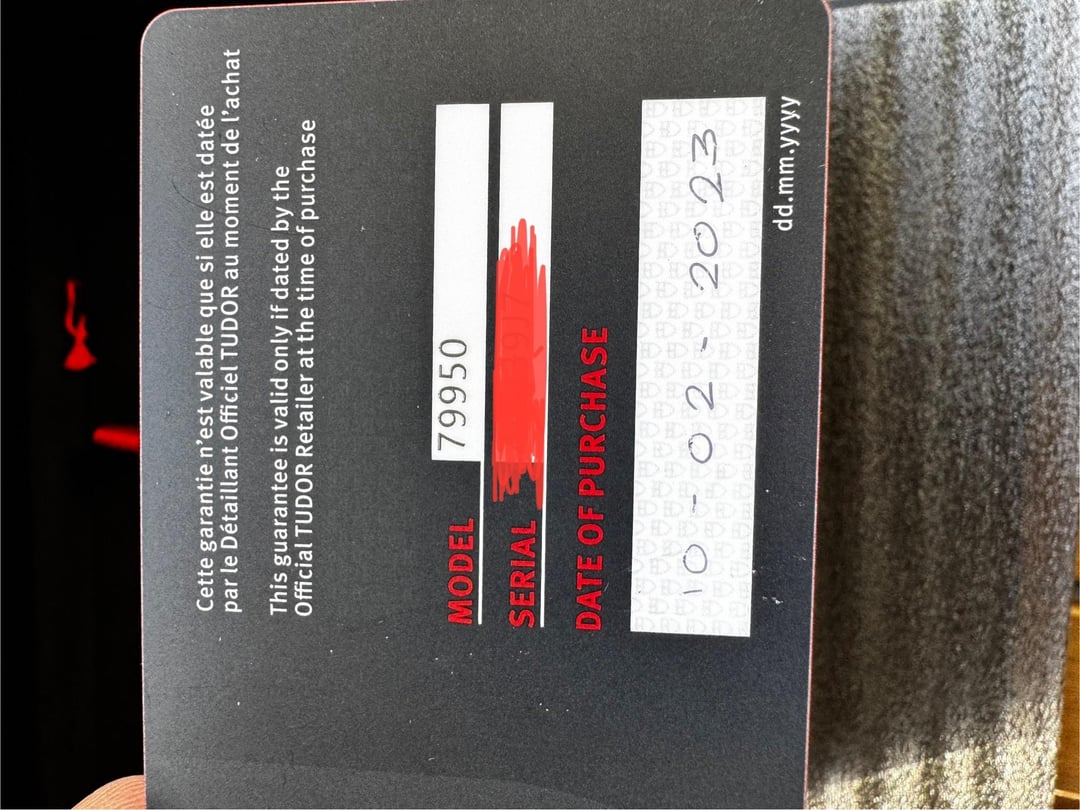 Cette garantie n'est valable que si elle est datée
par le Détaillant Officiel TUDOR au moment de l'achat
This guarantee is valid only if dated by the
Official TUDOR Retailer at the time of purchase
MODEL 79950
SERIAL
DATE OF PURCHASE
10-02-2023
dd.mm.yyyy